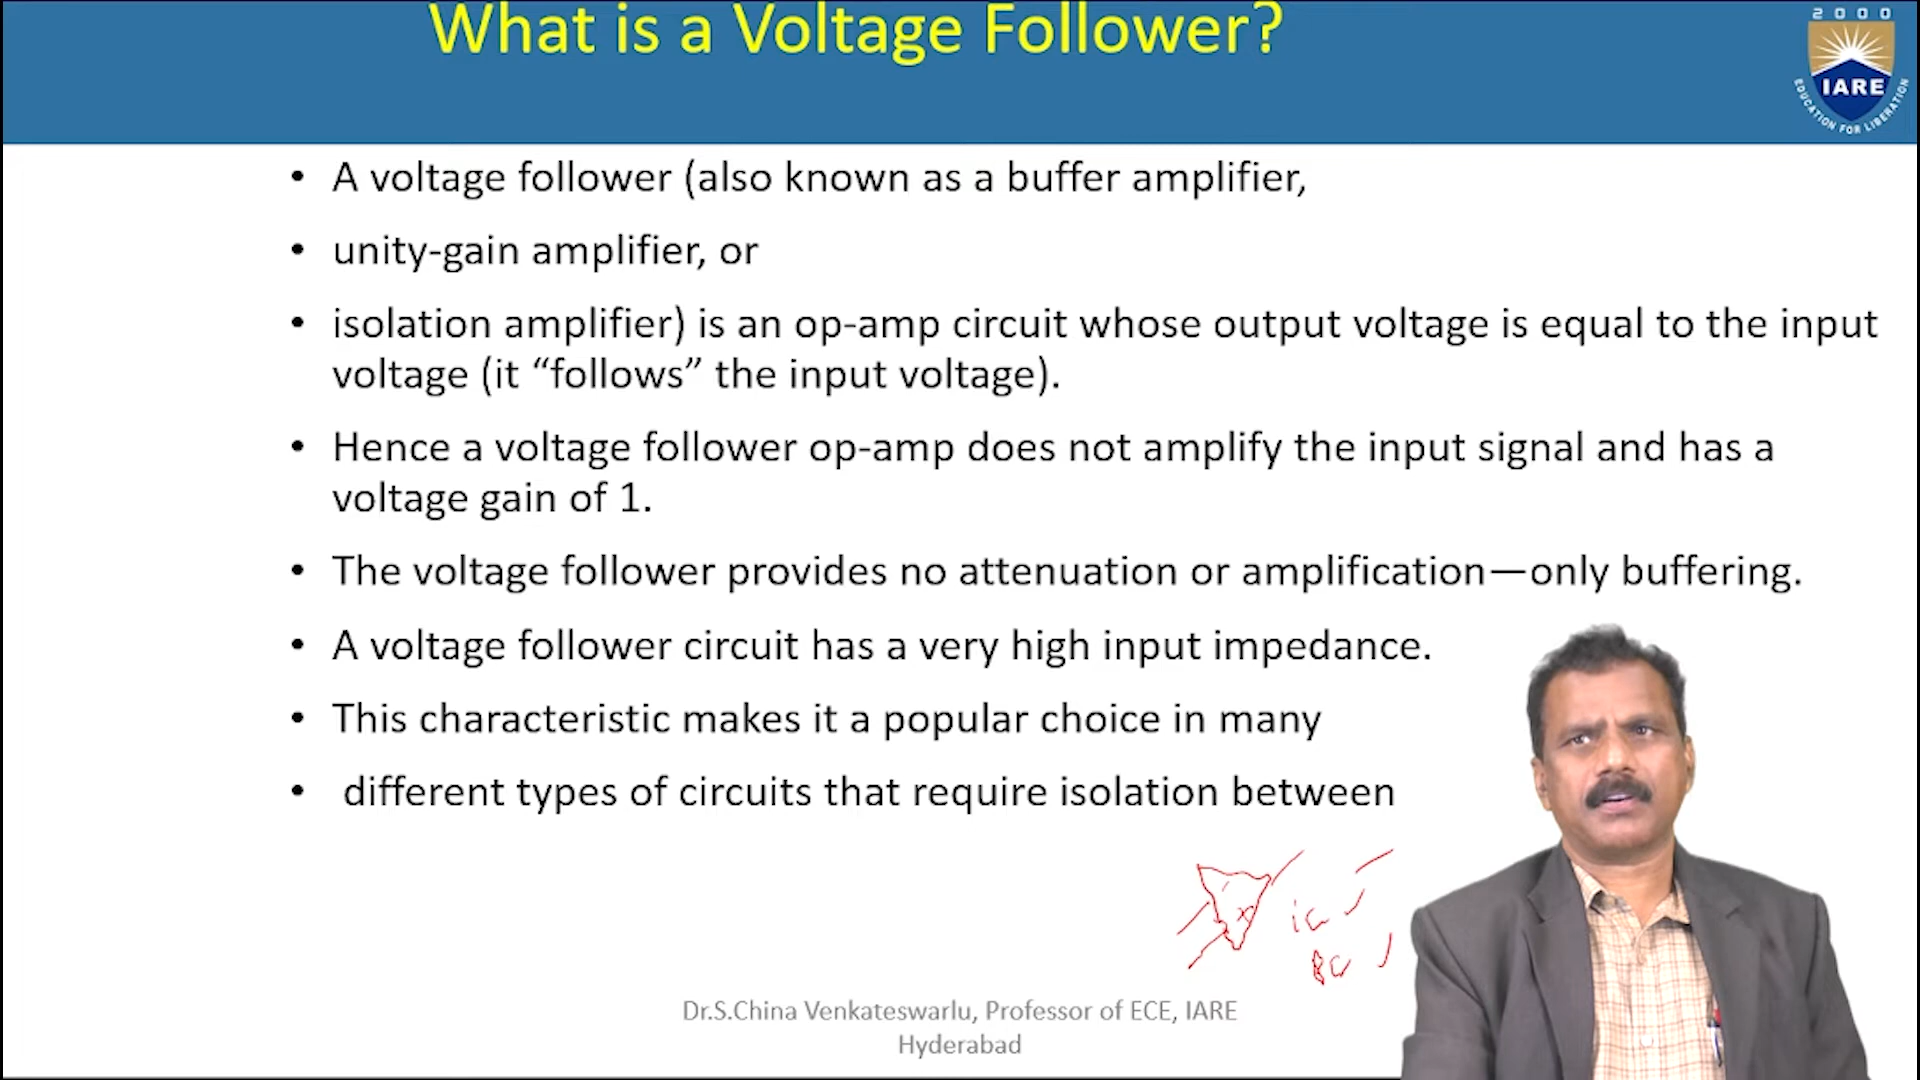 What is a Voltage Follower?
2000
IARE
EDUCATION FOR LIBERATION
• A voltage follower (also known as a buffer amplifier,
• unity-gain amplifier, or
• isolation amplifier) is an op-amp circuit whose output voltage is equal to the input
voltage (it “follows” the input voltage).
• Hence a voltage follower op-amp does not amplify the input signal and has a
voltage gain of 1.
• The voltage follower provides no attenuation or amplification—only buffering.
• A voltage follower circuit has a very high input impedance.
• This characteristic makes it a popular choice in many
• different types of circuits that require isolation between
Dr.S.China Venkateswarlu, Professor of ECE, IARE
Hyderabad